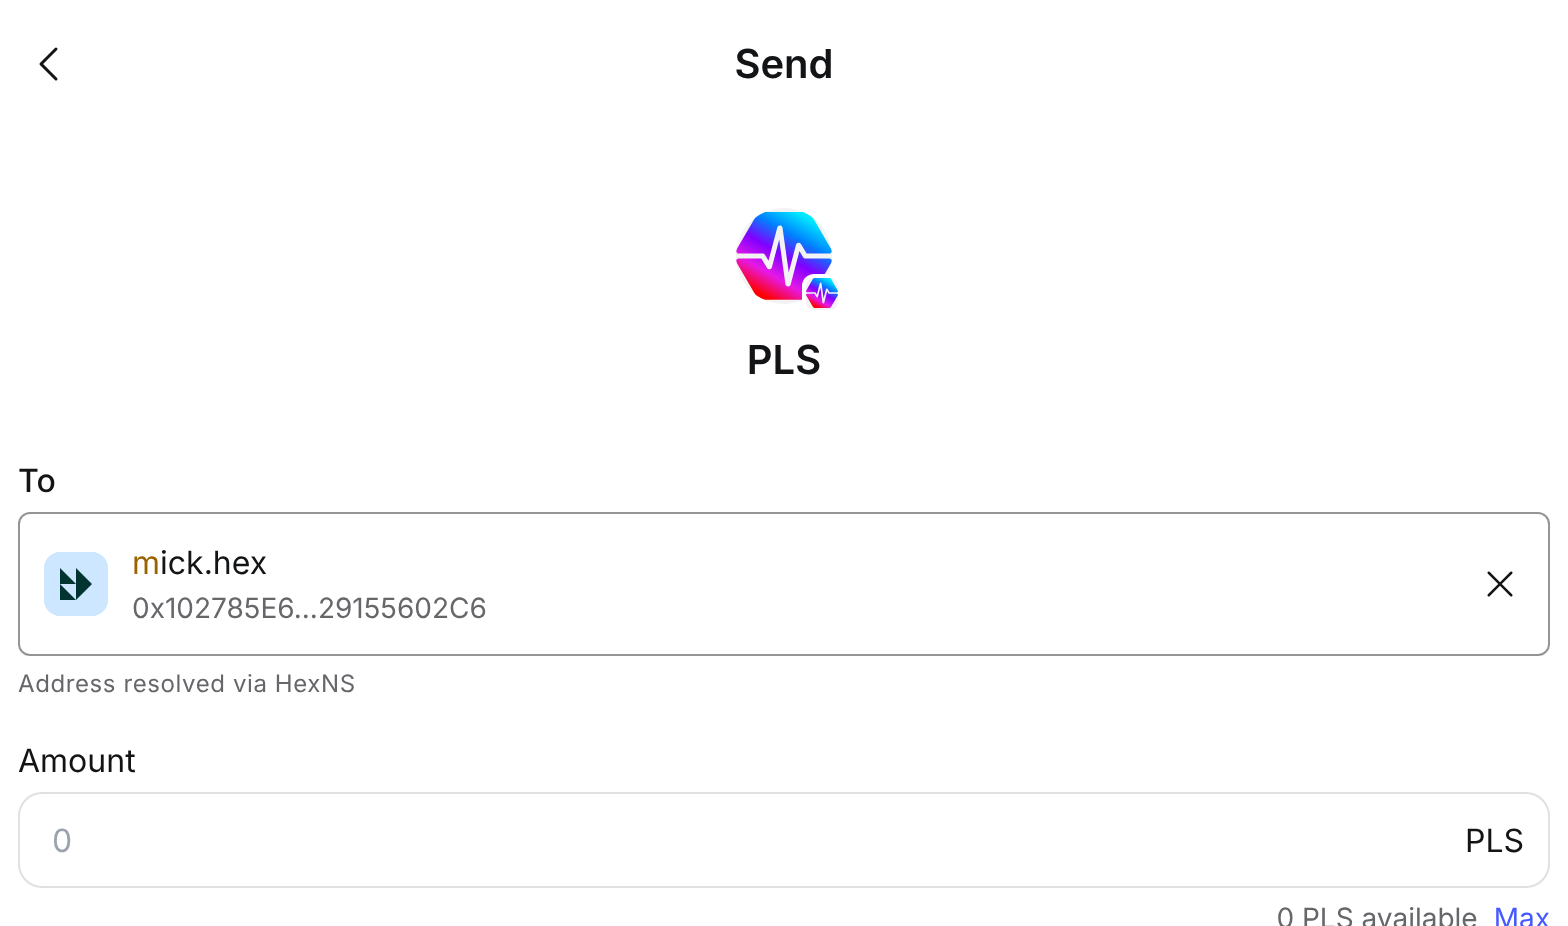 Send
PLS
To
mick.hex
0x102785E6...29155602C6
Address resolved via HexNS
Amount
0
PLS
0 PLS available Max